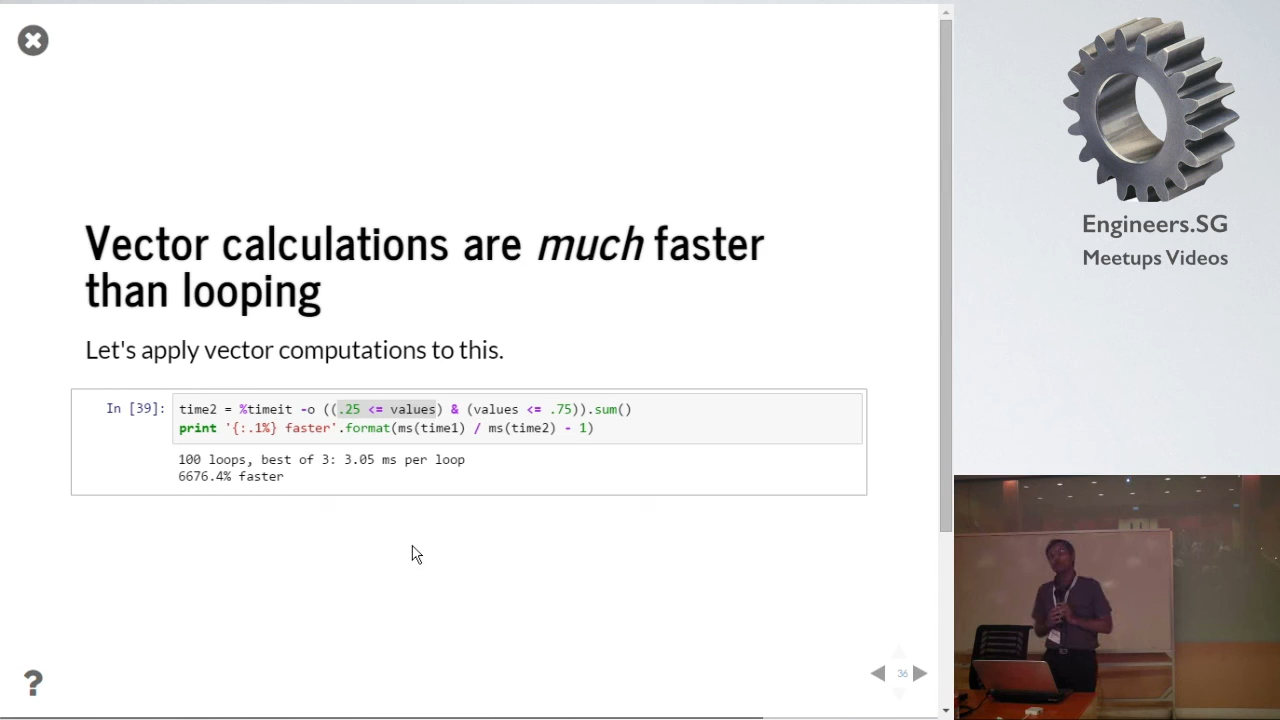 Vector calculations are much faster
than looping
Let's apply vector computations to this.
In [39]: time2 = %timeit -o ((.25 <= values) & (values <= .75)).sum()
print '{:.1%} faster'.format(ms(time1) / ms(time2) - 1)
100 loops, best of 3: 3.05 ms per loop
6676.4% faster
?
36
Engineers.SG
Meetups Videos